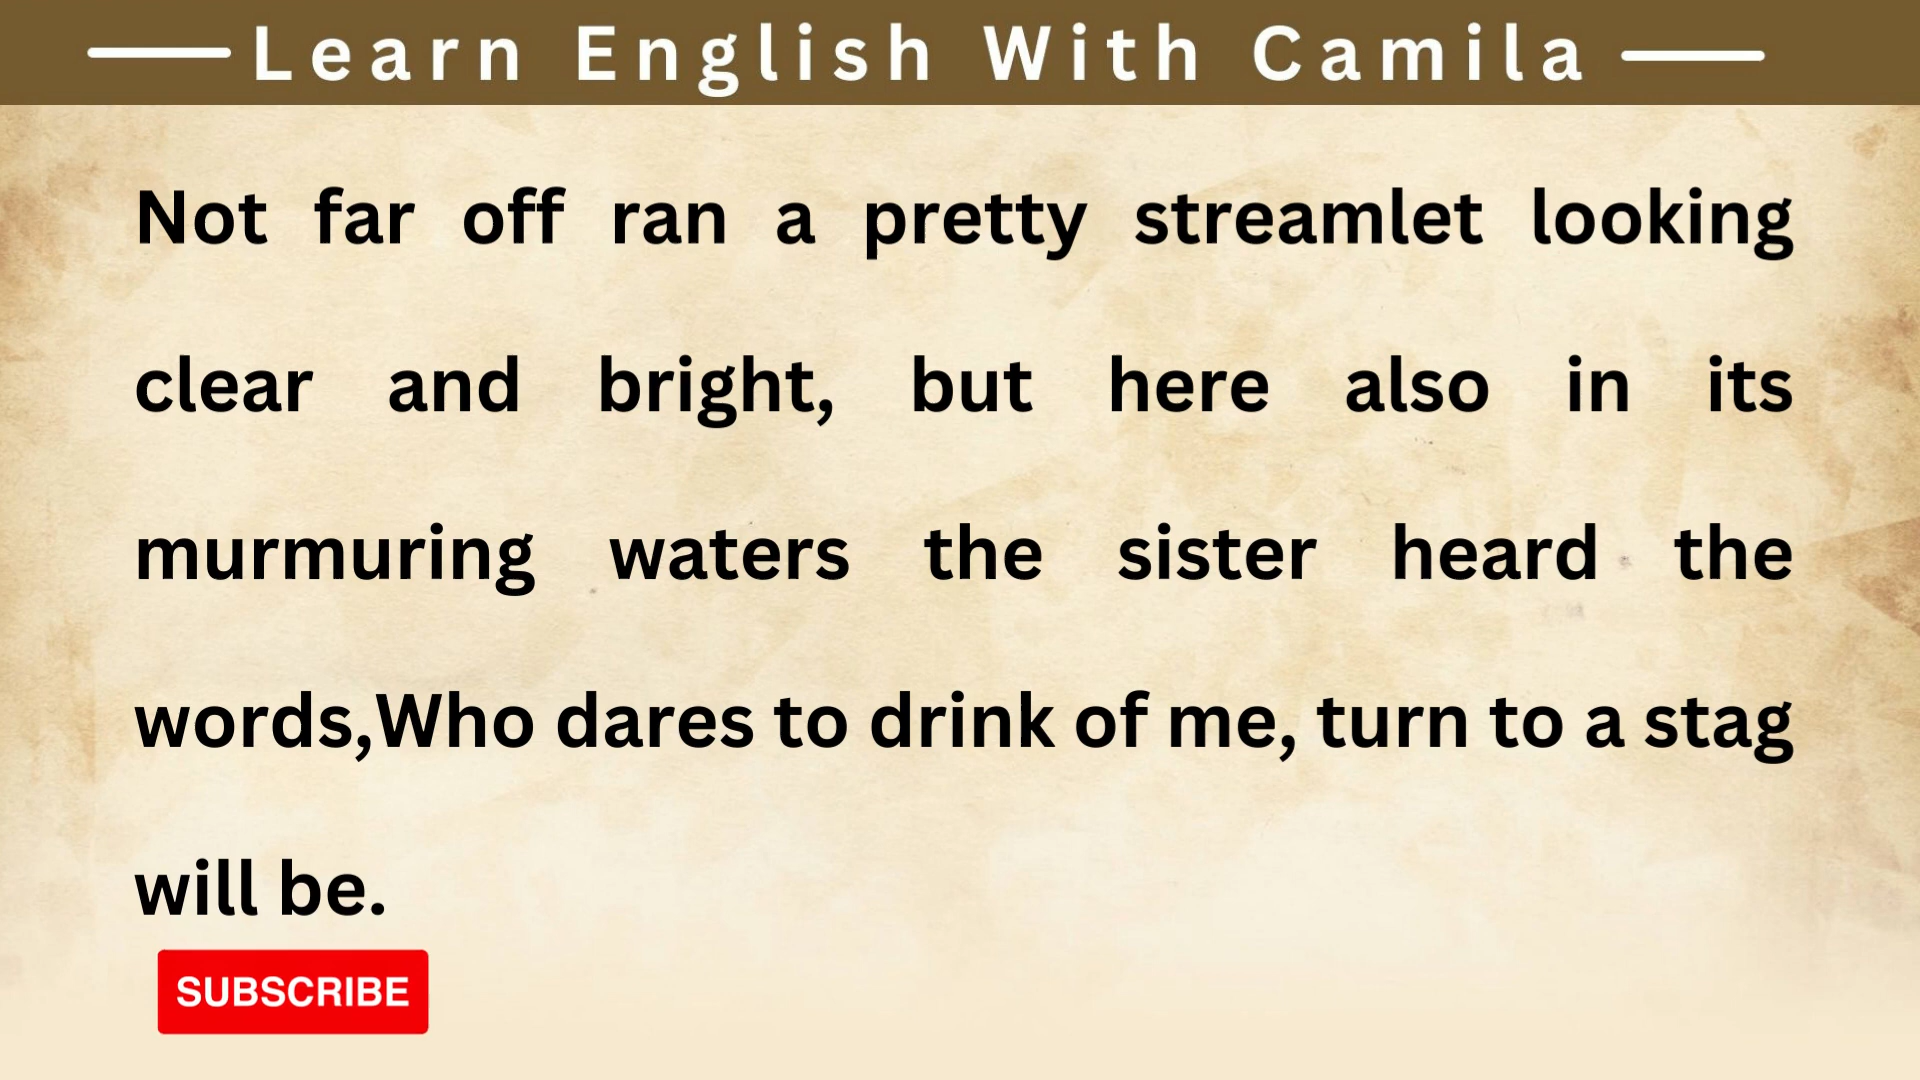 Learn English With Camila
Not far off ran a pretty streamlet looking
clear and bright, but here also in its
murmuring waters the sister heard the
words,Who dares to drink of me, turn to a stag
will be.
SUBSCRIBE